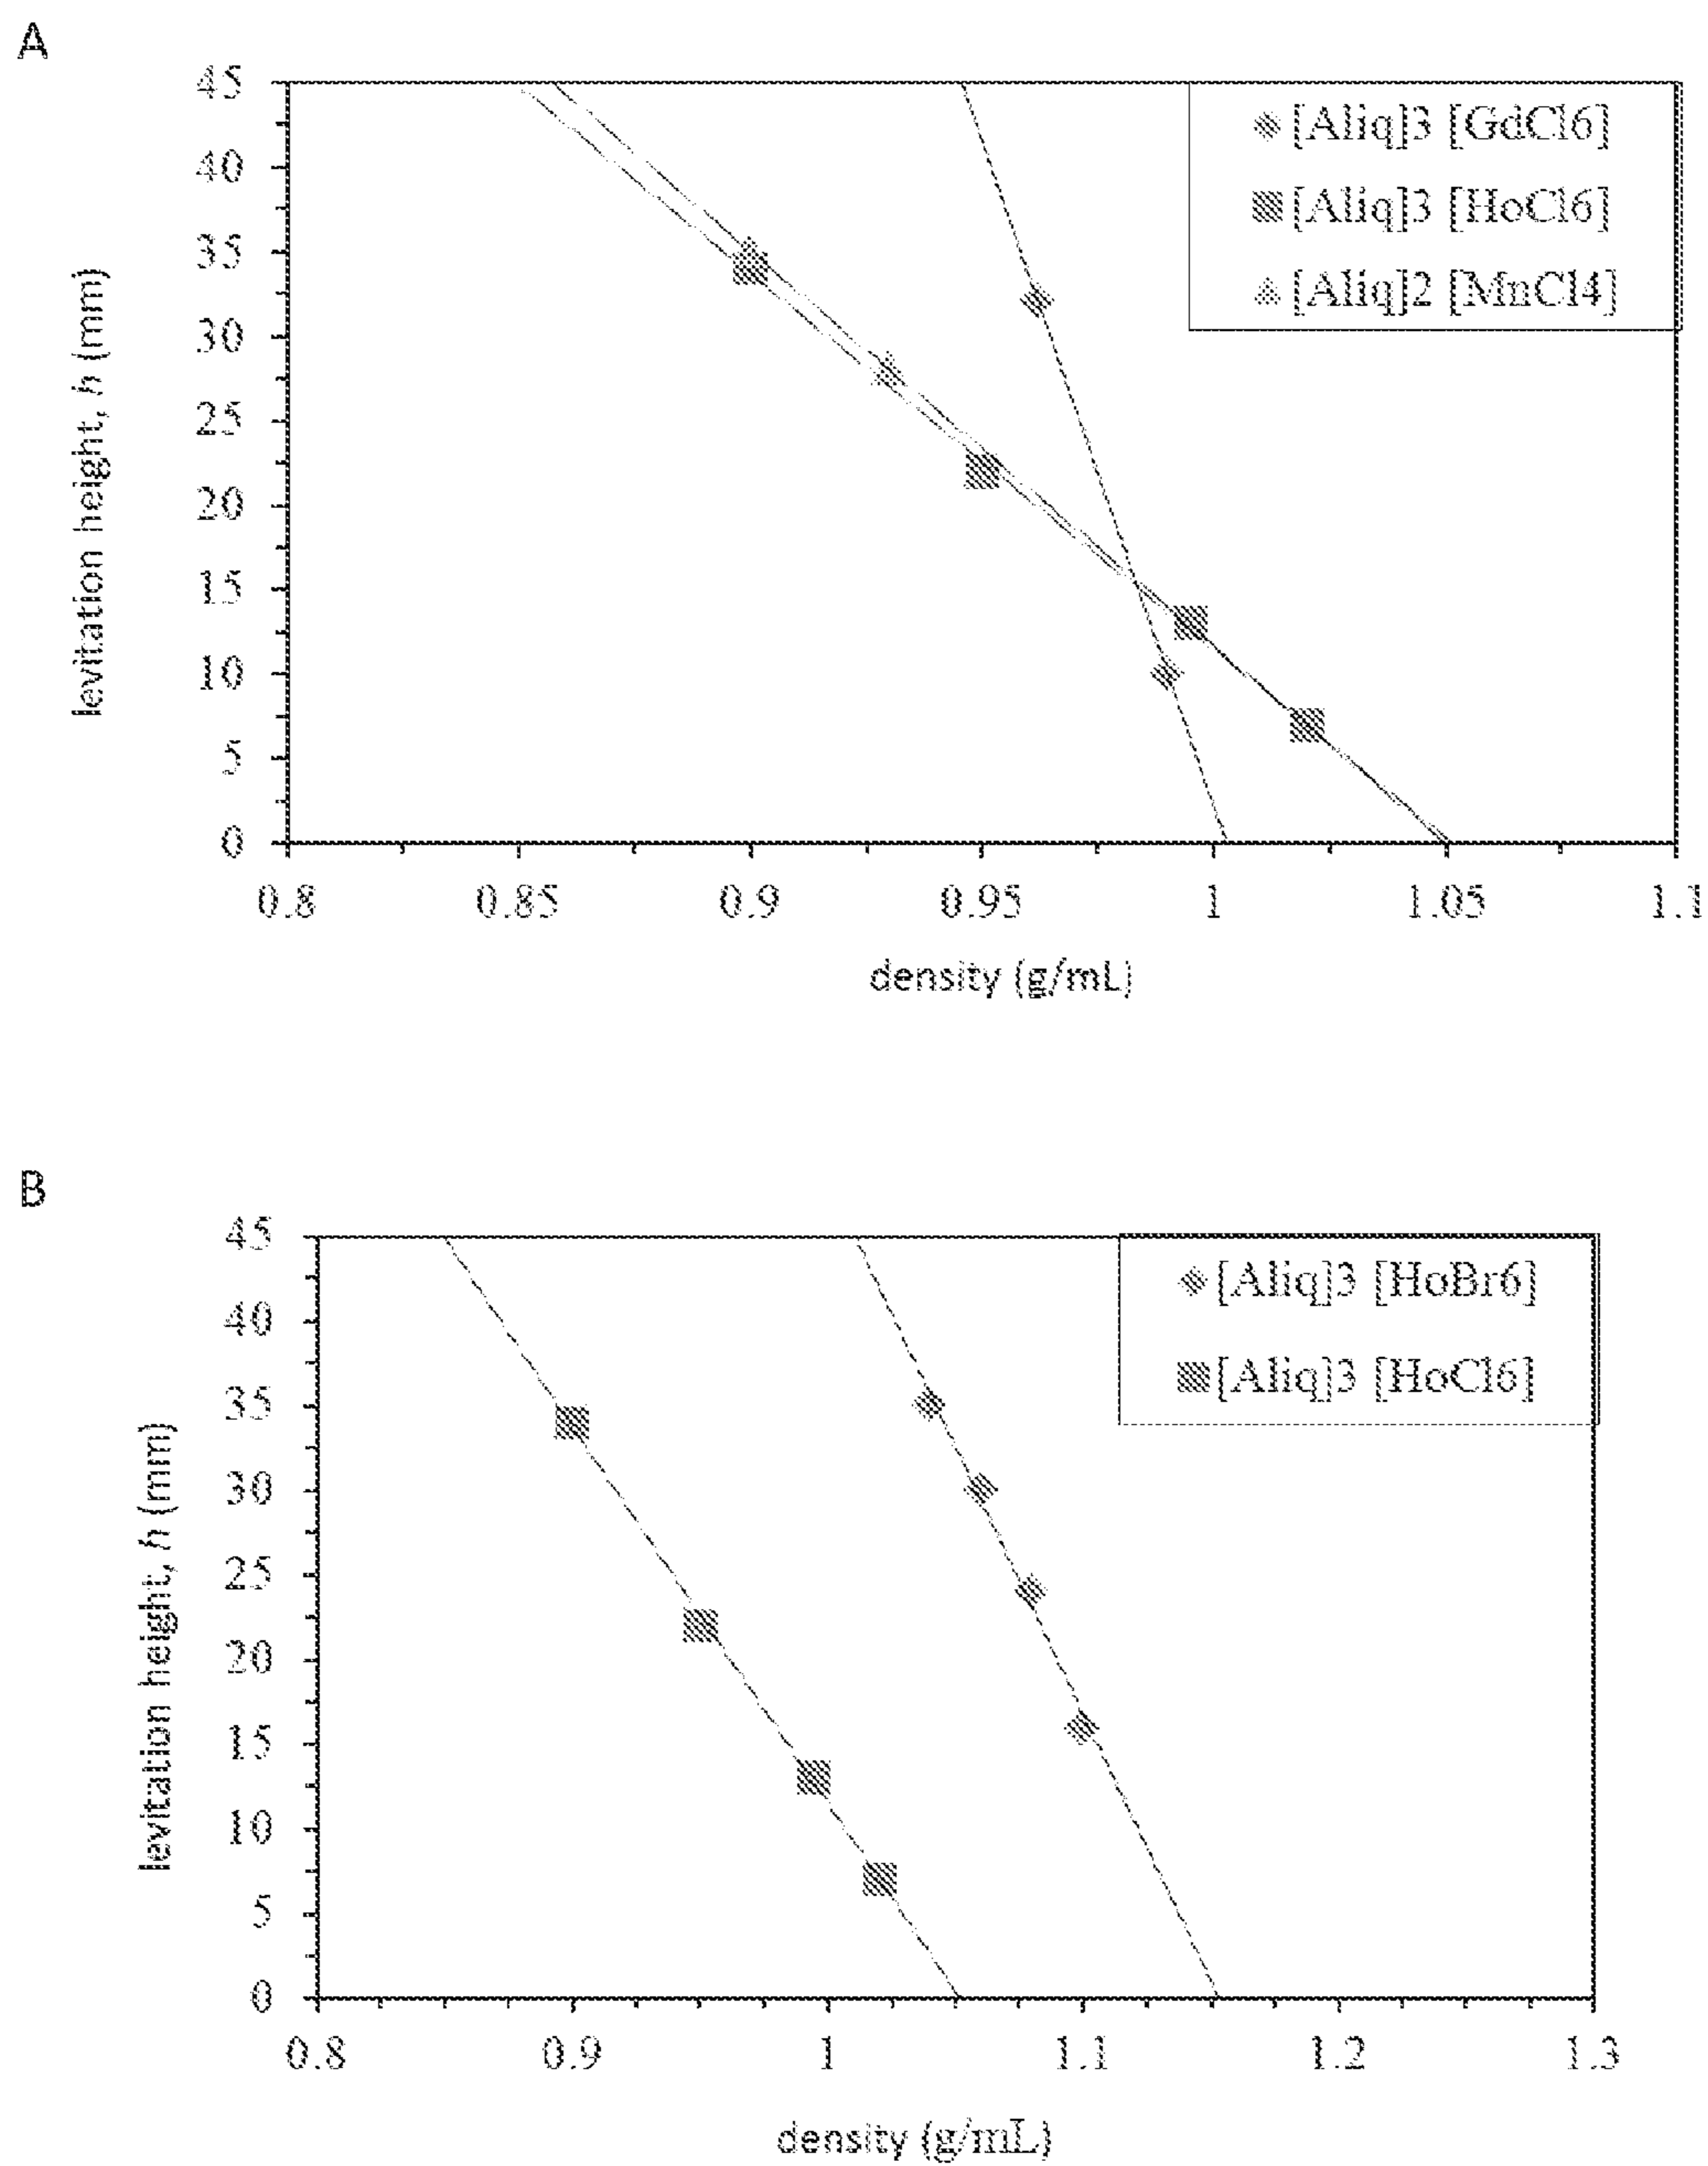 A
45
40
35
30
25
20
15
10
5
0
levitation height, h (mm)
[Aliq]3 [GdCl6]
[Aliq]3 [HoCl6]
[Aliq]2 [MnCl4]
0.8 0.85 0.9 0.95 1 1.05 1.1
density (g/mL)
B
45
40
35
30
25
20
15
10
5
0
levitation height, h (mm)
[Aliq]3 [HoBr6]
[Aliq]3 [HoCl6]
0.8 0.9 1 1.1 1.2 1.3
density (g/mL)